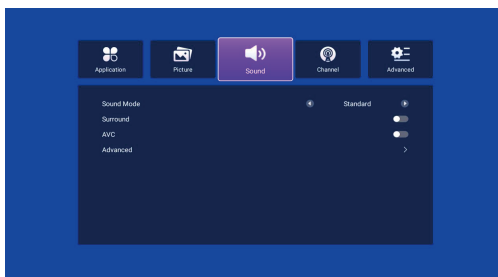 Application Picture Sound Channel Advanced
Sound Mode Standard
Surround
AVC
Advanced